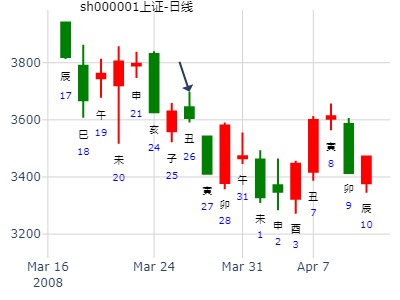 sh000001上证-日线
3800
3600
3400
3200
辰
17
巳
18
午
19
未
20
申
21
亥
24
子
25
丑
26
寅
27
卯
28
午
31
未
1
申
2
酉
3
丑
7
寅
8
卯
9
辰
10
Mar 16
2008
Mar 24
Mar 31
Apr 7